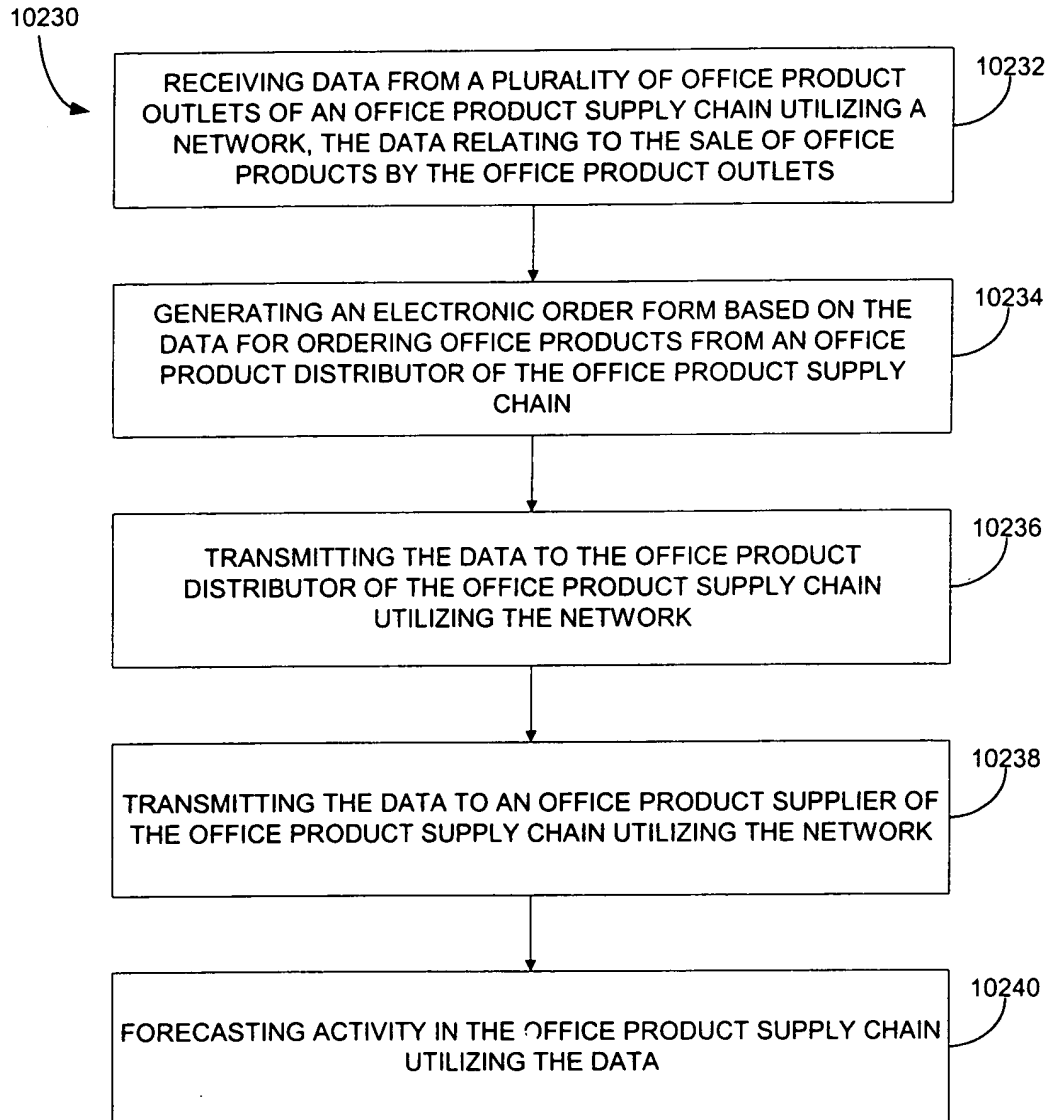 10230
RECEIVING DATA FROM A PLURALITY OF OFFICE PRODUCT
OUTLETS OF AN OFFICE PRODUCT SUPPLY CHAIN UTILIZING A
NETWORK, THE DATA RELATING TO THE SALE OF OFFICE
PRODUCTS BY THE OFFICE PRODUCT OUTLETS
10232
GENERATING AN ELECTRONIC ORDER FORM BASED ON THE
DATA FOR ORDERING OFFICE PRODUCTS FROM AN OFFICE
PRODUCT DISTRIBUTOR OF THE OFFICE PRODUCT SUPPLY
CHAIN
10234
TRANSMITTING THE DATA TO THE OFFICE PRODUCT
DISTRIBUTOR OF THE OFFICE PRODUCT SUPPLY CHAIN
UTILIZING THE NETWORK
10236
TRANSMITTING THE DATA TO AN OFFICE PRODUCT SUPPLIER OF
THE OFFICE PRODUCT SUPPLY CHAIN UTILIZING THE NETWORK
10238
FORECASTING ACTIVITY IN THE OFFICE PRODUCT SUPPLY CHAIN
UTILIZING THE DATA
10240